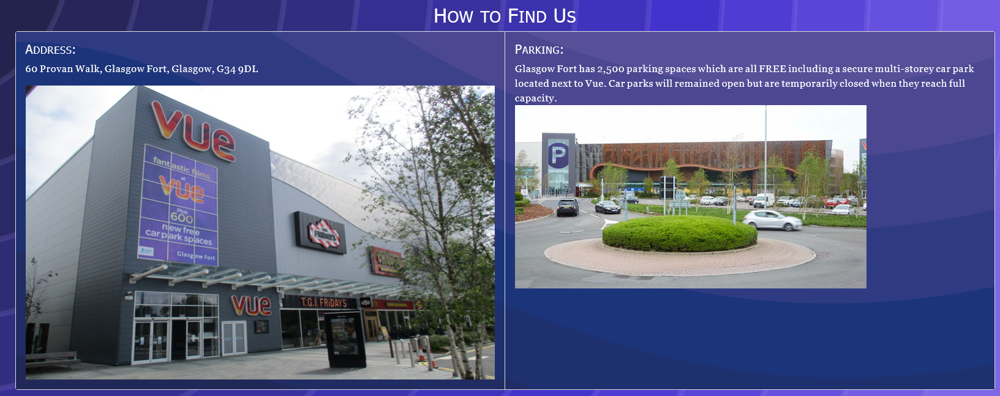 How to Find Us
Address:
60 Provan Walk, Glasgow Fort, Glasgow, G34 9DL
vue
fantastic films
at
vue
Plus
600
new free
car park spaces
Glasgow Fort
FRIDAYS
vue
T.G.I. FRIDAYS
Parking:
Glasgow Fort has 2,500 parking spaces which are all FREE including a secure multi-storey car park
located next to Vue. Car parks will remained open but are temporarily closed when they reach full
capacity.
P